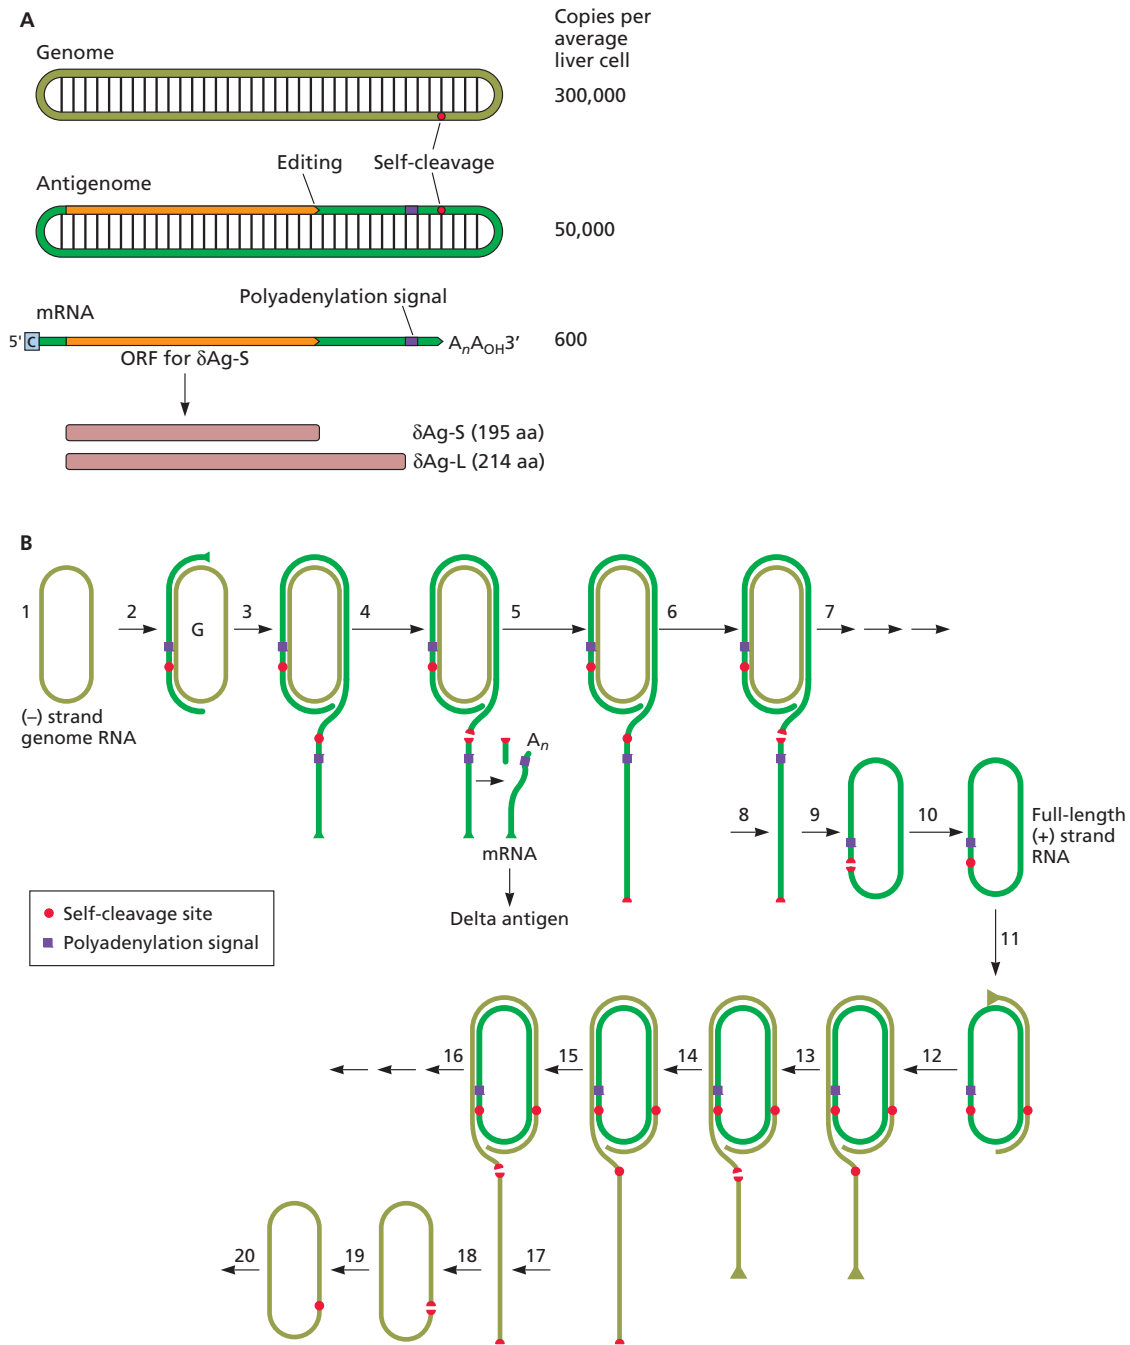 A
Copies per
average
liver cell
Genome
300,000
Editing
Self-cleavage
Antigenome
50,000
Polyadenylation signal
mRNA
5' C
AₙA_OH3′
600
ORF for δAg-S
δAg-S (195 aa)
δAg-L (214 aa)
B
1
2
G
3
4
5
6
7
(–) strand
genome RNA
Aₙ
mRNA
Delta antigen
8
9
10
Full-length
(+) strand
RNA
Self-cleavage site
Polyadenylation signal
11
12
13
14
15
16
17
18
19
20